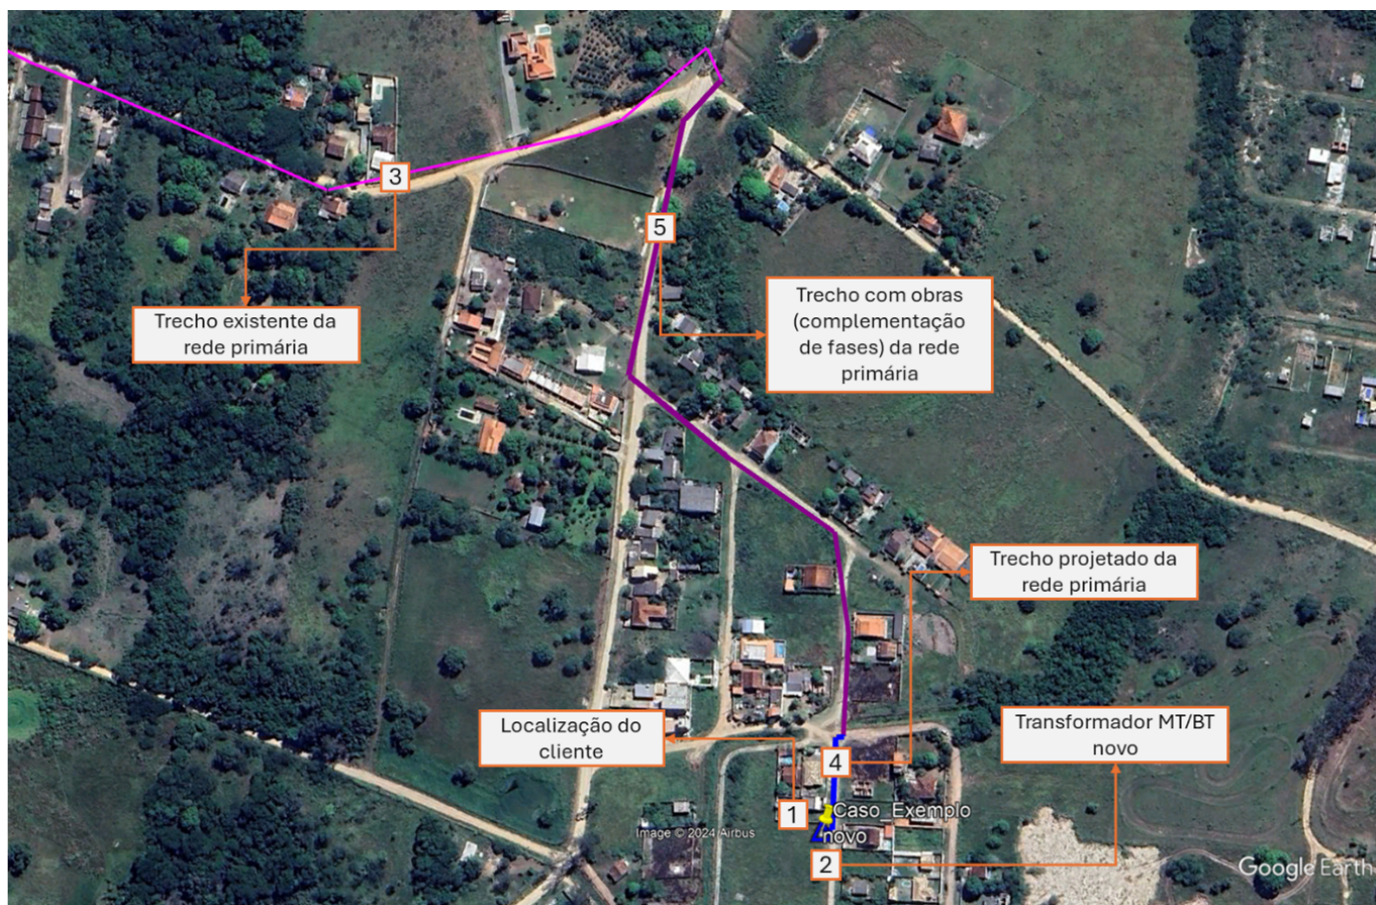 3
5
Trecho com obras
(complementação
de fases) da rede
primária
Trecho existente da
rede primária
Trecho projetado da
rede primária
Localização do
cliente
Transformador MT/BT
novo
4
1
Caso_Exemplo
novo
Image © 2024 Airbus
2
Google Earth